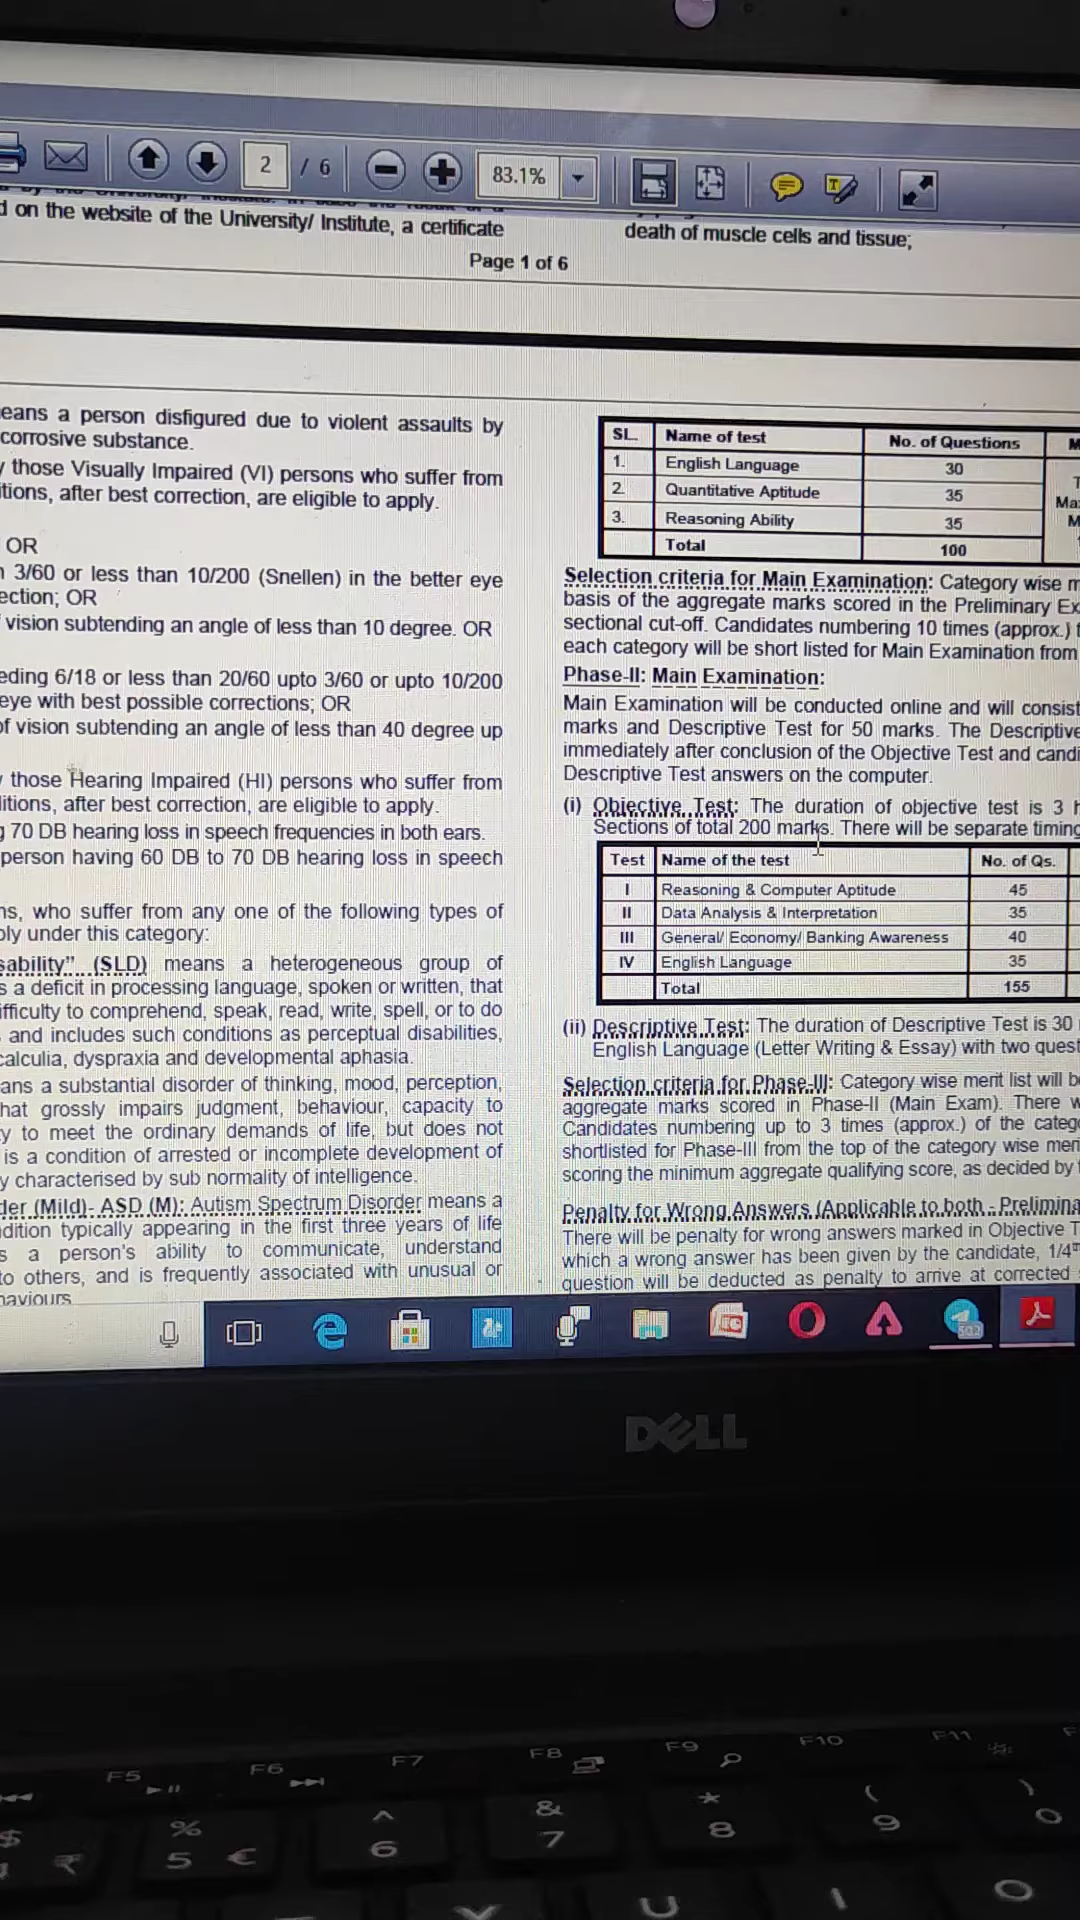 2 / 6 83.1%
d on the website of the University/ Institute, a certificate
death of muscle cells and tissue;
Page 1 of 6
eans a person disfigured due to violent assaults by
corrosive substance.
those Visually Impaired (VI) persons who suffer from
itions, after best correction, are eligible to apply.
OR
3/60 or less than 10/200 (Snellen) in the better eye
ection; OR
vision subtending an angle of less than 10 degree. OR
eding 6/18 or less than 20/60 upto 3/60 or upto 10/200
eye with best possible corrections; OR
of vision subtending an angle of less than 40 degree up
those Hearing Impaired (HI) persons who suffer from
litions, after best correction, are eligible to apply.
g 70 DB hearing loss in speech frequencies in both ears.
person having 60 DB to 70 DB hearing loss in speech
ns, who suffer from any one of the following types of
ply under this category:
sability" (SLD) means a heterogeneous group of
s a deficit in processing language, spoken or written, that
ifficulty to comprehend, speak, read, write, spell, or to do
and includes such conditions as perceptual disabilities,
calculia, dyspraxia and developmental aphasia.
ans a substantial disorder of thinking, mood, perception,
hat grossly impairs judgment, behaviour, capacity to
y to meet the ordinary demands of life, but does not
is a condition of arrested or incomplete development of
y characterised by sub normality of intelligence.
der (Mild)- ASD (M): Autism Spectrum Disorder means a
dition typically appearing in the first three years of life
s a person's ability to communicate, understand
to others, and is frequently associated with unusual or
haviours
SL. Name of test No. of Questions M
1. English Language 30
2. Quantitative Aptitude 35
3. Reasoning Ability 35
Total 100
T
Ma
M
Selection criteria for Main Examination: Category wise m
basis of the aggregate marks scored in the Preliminary Ex
sectional cut-off. Candidates numbering 10 times (approx.) t
each category will be short listed for Main Examination from
Phase-II: Main Examination:
Main Examination will be conducted online and will consist
marks and Descriptive Test for 50 marks. The Descriptive
immediately after conclusion of the Objective Test and candi
Descriptive Test answers on the computer.
(i) Objective Test: The duration of objective test is 3 h
Sections of total 200 marks. There will be separate timing
Test Name of the test No. of Qs.
I Reasoning & Computer Aptitude 45
II Data Analysis & Interpretation 35
III General/ Economy/ Banking Awareness 40
IV English Language 35
Total 155
(ii) Descriptive Test: The duration of Descriptive Test is 30
English Language (Letter Writing & Essay) with two quest
Selection criteria for Phase-III: Category wise merit list will be
aggregate marks scored in Phase-II (Main Exam). There w
Candidates numbering up to 3 times (approx.) of the catego
shortlisted for Phase-III from the top of the category wise meri
scoring the minimum aggregate qualifying score, as decided by t
Penalty for Wrong Answers (Applicable to both - Prelimina
There will be penalty for wrong answers marked in Objective T
which a wrong answer has been given by the candidate, 1/4th
question will be deducted as penalty to arrive at corrected
DELL
F5 F6 F7 F8 F9 F10 F11
$ ₹ % 5 € ^ 6 & 7 * 8 ( 9 ) 0
U I O